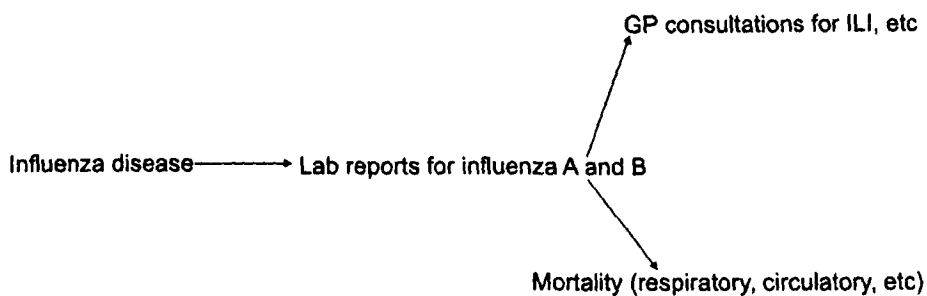 GP consultations for ILI, etc
Influenza disease
Lab reports for influenza A and B
Mortality (respiratory, circulatory, etc)